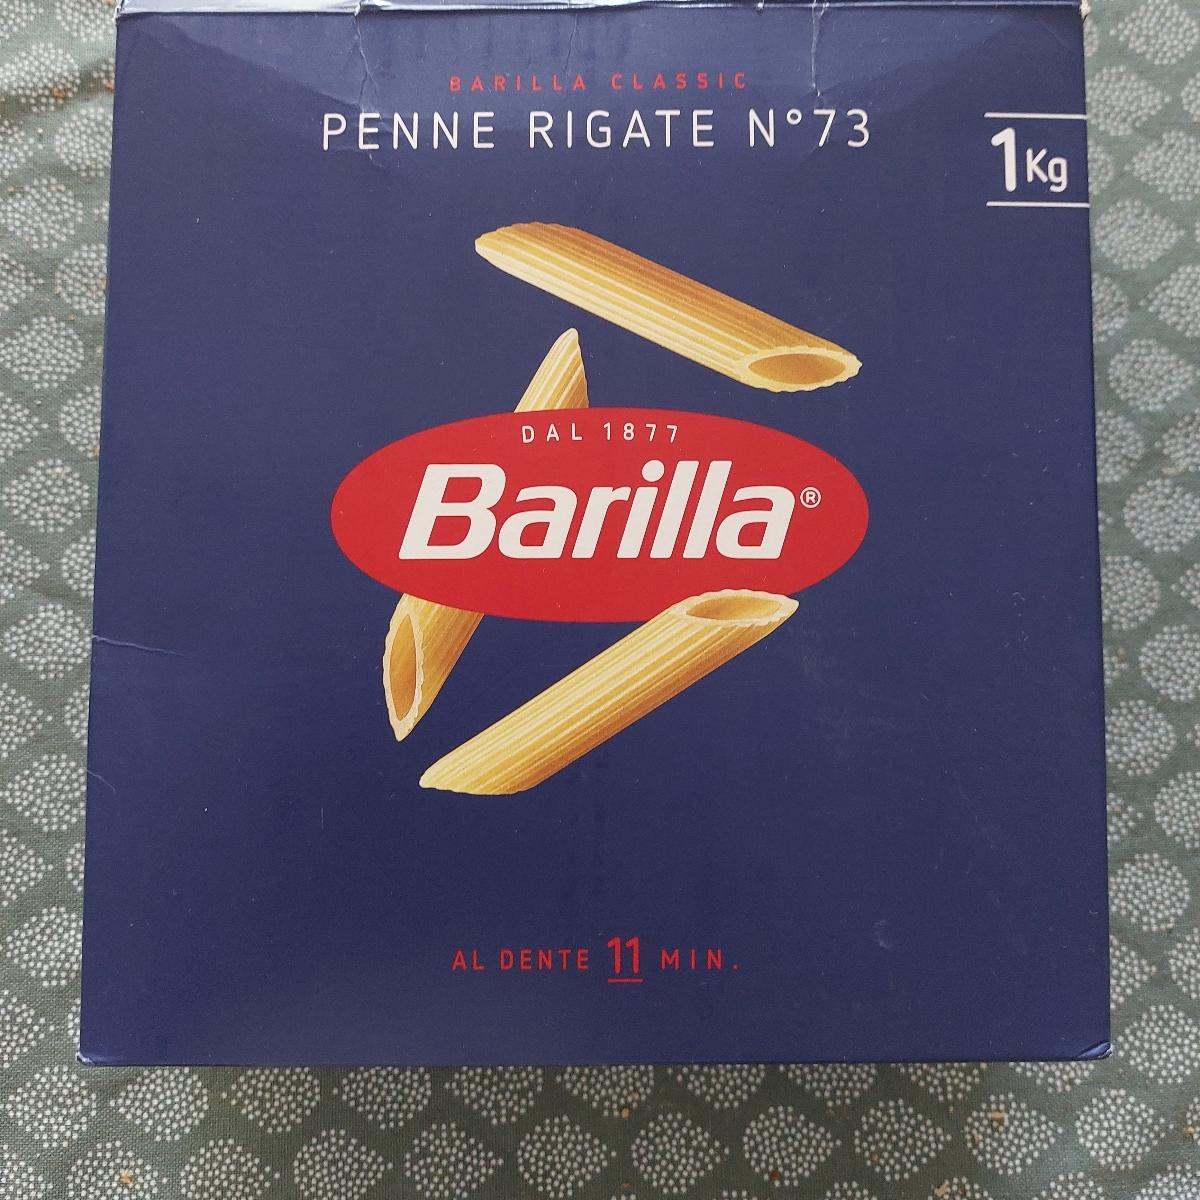 BARILLA CLASSIC
PENNE RIGATE N°73
1Kg
DAL 1877
Barilla®
AL DENTE 11 MIN.